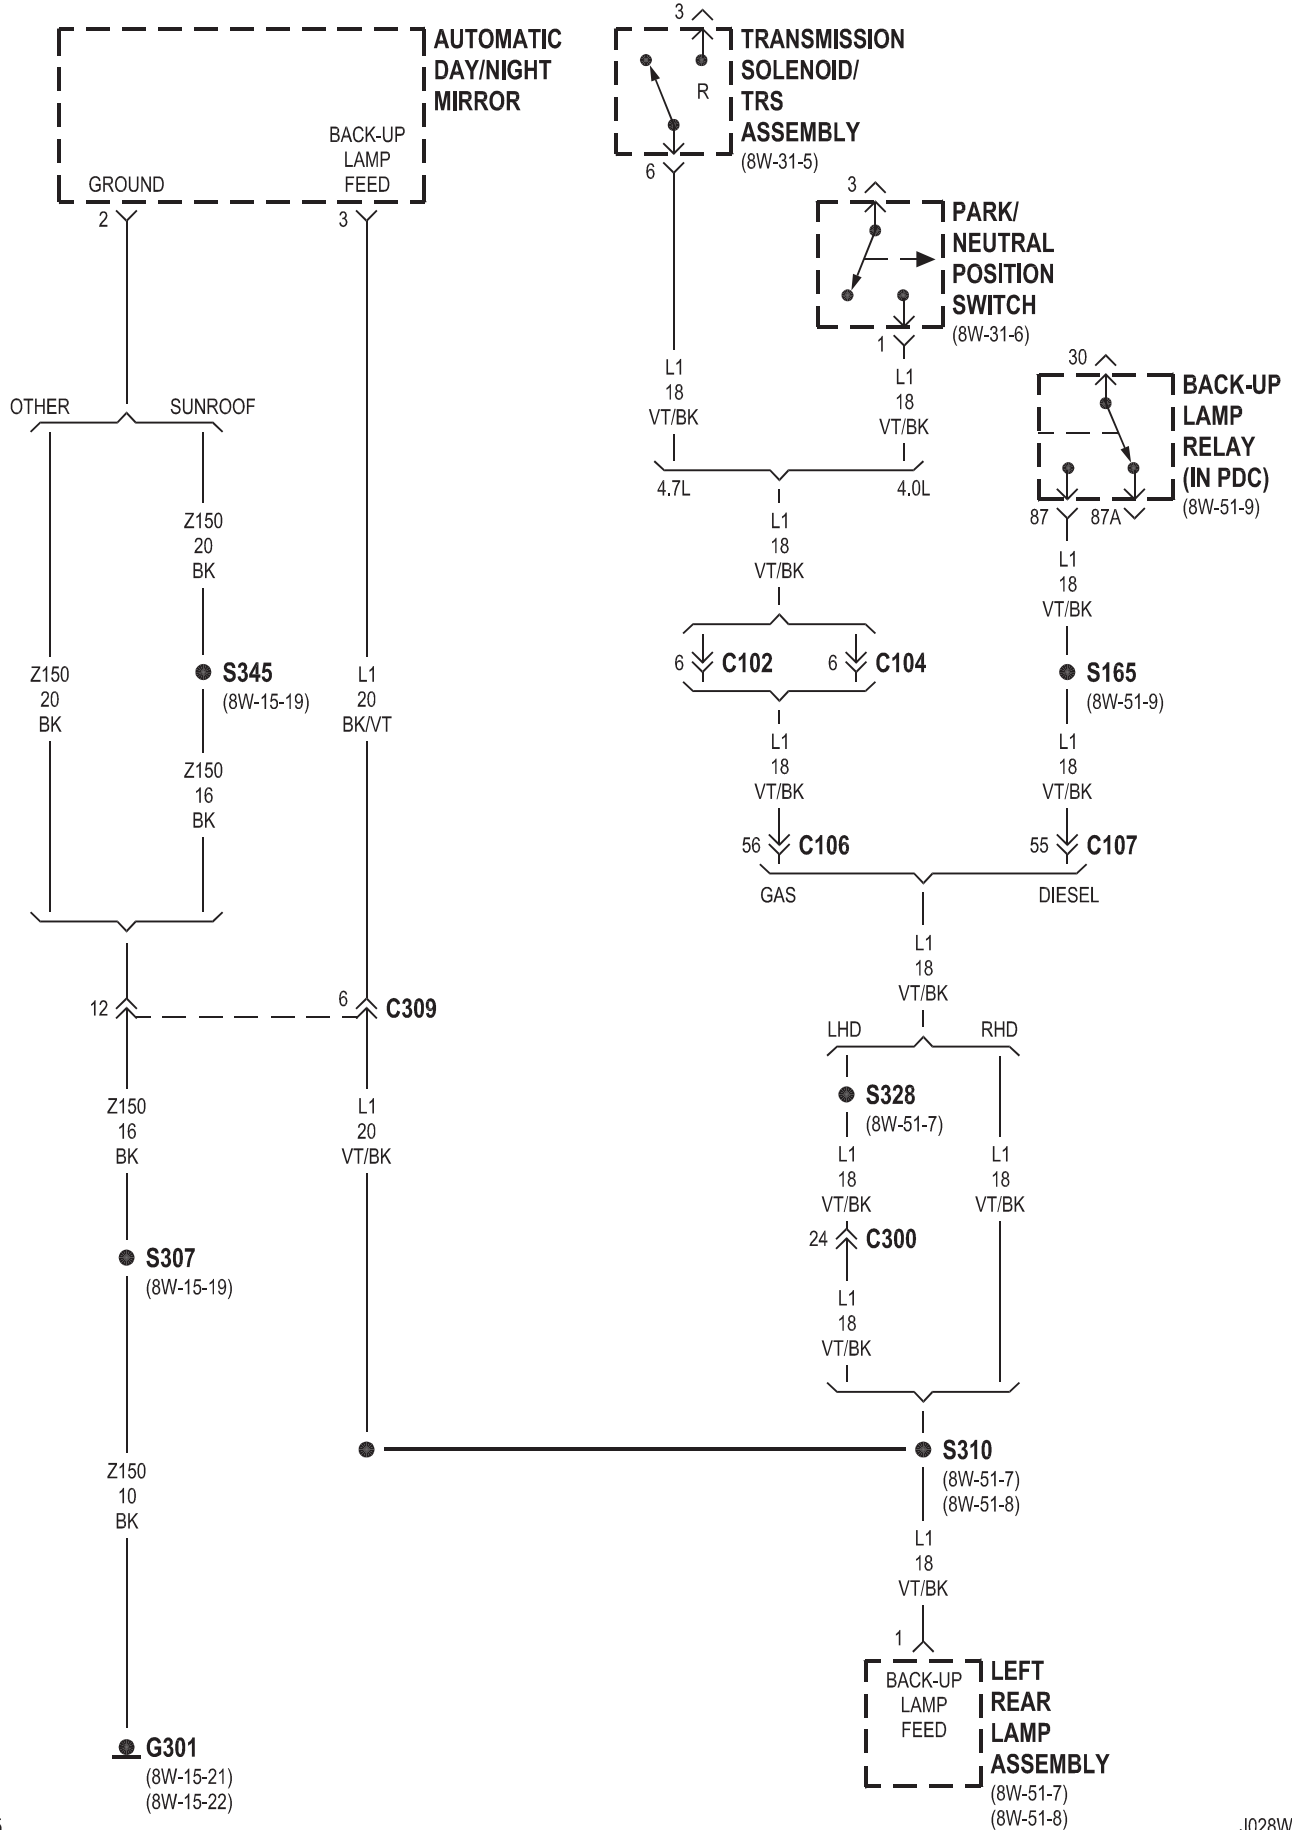 AUTOMATIC
DAY/NIGHT
MIRROR
BACK-UP
LAMP
FEED
GROUND
2
3
3
TRANSMISSION
SOLENOID/
TRS
ASSEMBLY
(8W-31-5)
R
6
3
PARK/
NEUTRAL
POSITION
SWITCH
(8W-31-6)
1
30
BACK-UP
LAMP
RELAY
(IN PDC)
(8W-51-9)
87
87A
L1
18
VT/BK
L1
18
VT/BK
4.7L
4.0L
OTHER
SUNROOF
Z150
20
BK
L1
18
VT/BK
L1
18
VT/BK
Z150
20
BK
S345
(8W-15-19)
L1
20
BK/VT
6
C102
6
C104
S165
(8W-51-9)
Z150
16
BK
L1
18
VT/BK
L1
18
VT/BK
56
C106
55
C107
GAS
DIESEL
L1
18
VT/BK
12
6
C309
LHD
RHD
S328
(8W-51-7)
Z150
16
BK
L1
20
VT/BK
L1
18
VT/BK
L1
18
VT/BK
24
C300
S307
(8W-15-19)
L1
18
VT/BK
S310
(8W-51-7)
(8W-51-8)
Z150
10
BK
L1
18
VT/BK
1
BACK-UP
LAMP
FEED
LEFT
REAR
LAMP
ASSEMBLY
(8W-51-7)
(8W-51-8)
G301
(8W-15-21)
(8W-15-22)
J028W